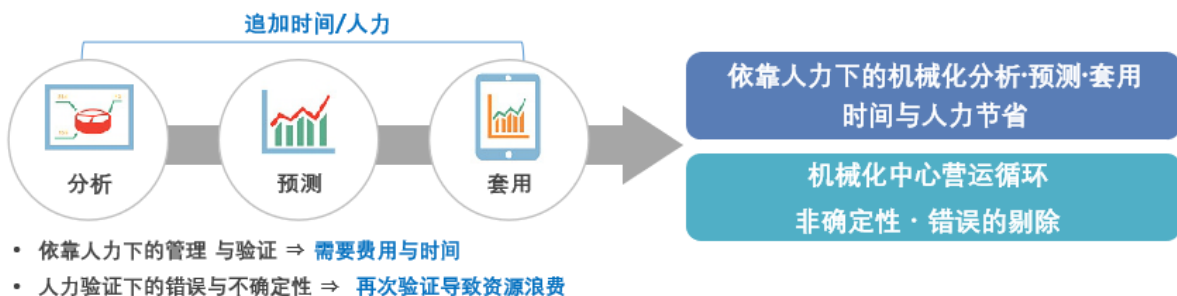 追加时间/人力
分析
预测
套用
依靠人力下的机械化分析·预测·套用
时间与人力节省
机械化中心营运循环
非确定性 · 错误的剔除
• 依靠人力下的管理 与验证 ⇒ 需要费用与时间
• 人力验证下的错误与不确定性 ⇒ 再次验证导致资源浪费